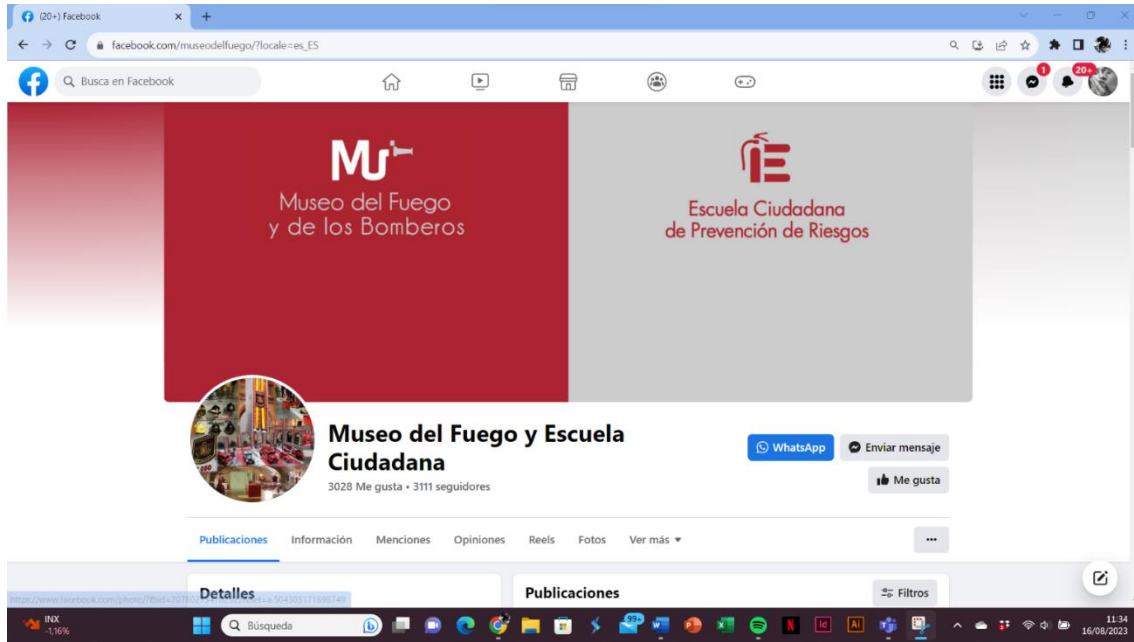 (20+) Facebook
facebook.com/museodelfuego/?locale=es_ES
Busca en Facebook
1
20+
Museo del Fuego
y de los Bomberos
Escuela Ciudadana
de Prevención de Riesgos
Museo del Fuego y Escuela
Ciudadana
3028 Me gusta • 3111 seguidores
WhatsApp
Enviar mensaje
Me gusta
Publicaciones Información Menciones Opiniones Reels Fotos Ver más
Detalles
Publicaciones
Filtros
INX
-1,16%
Búsqueda
99+
11:34
16/08/2023